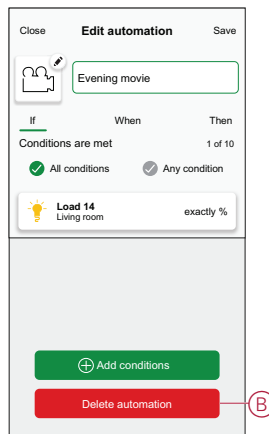 Close Edit automation Save
Evening movie
If When Then
Conditions are met 1 of 10
All conditions Any condition
Load 14
Living room exactly %
Add conditions
Delete automation B